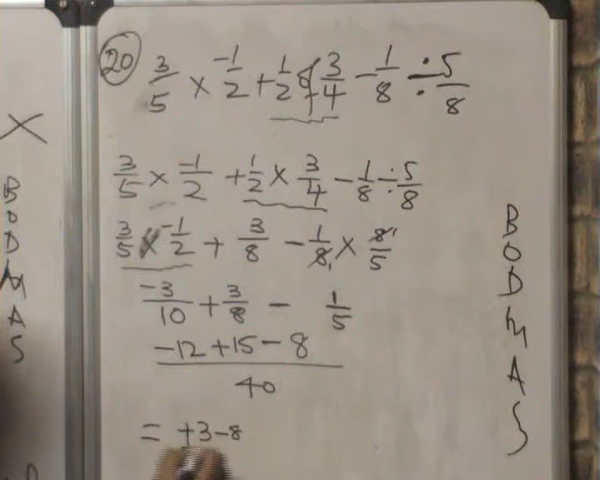 20 3/5 × -1/2 + 1/2 of 3/4 - 1/8 ÷ 5/8
3/5 × -1/2 + 1/2 × 3/4 - 1/8 ÷ 5/8
3/5 × -1/2 + 3/8 - 1/8 × 8/5
-3/10 + 3/8 - 1/5
-12 + 15 - 8
40
= +3 - 8
B
O
D
M
A
S
X
B
O
D
M
A
S